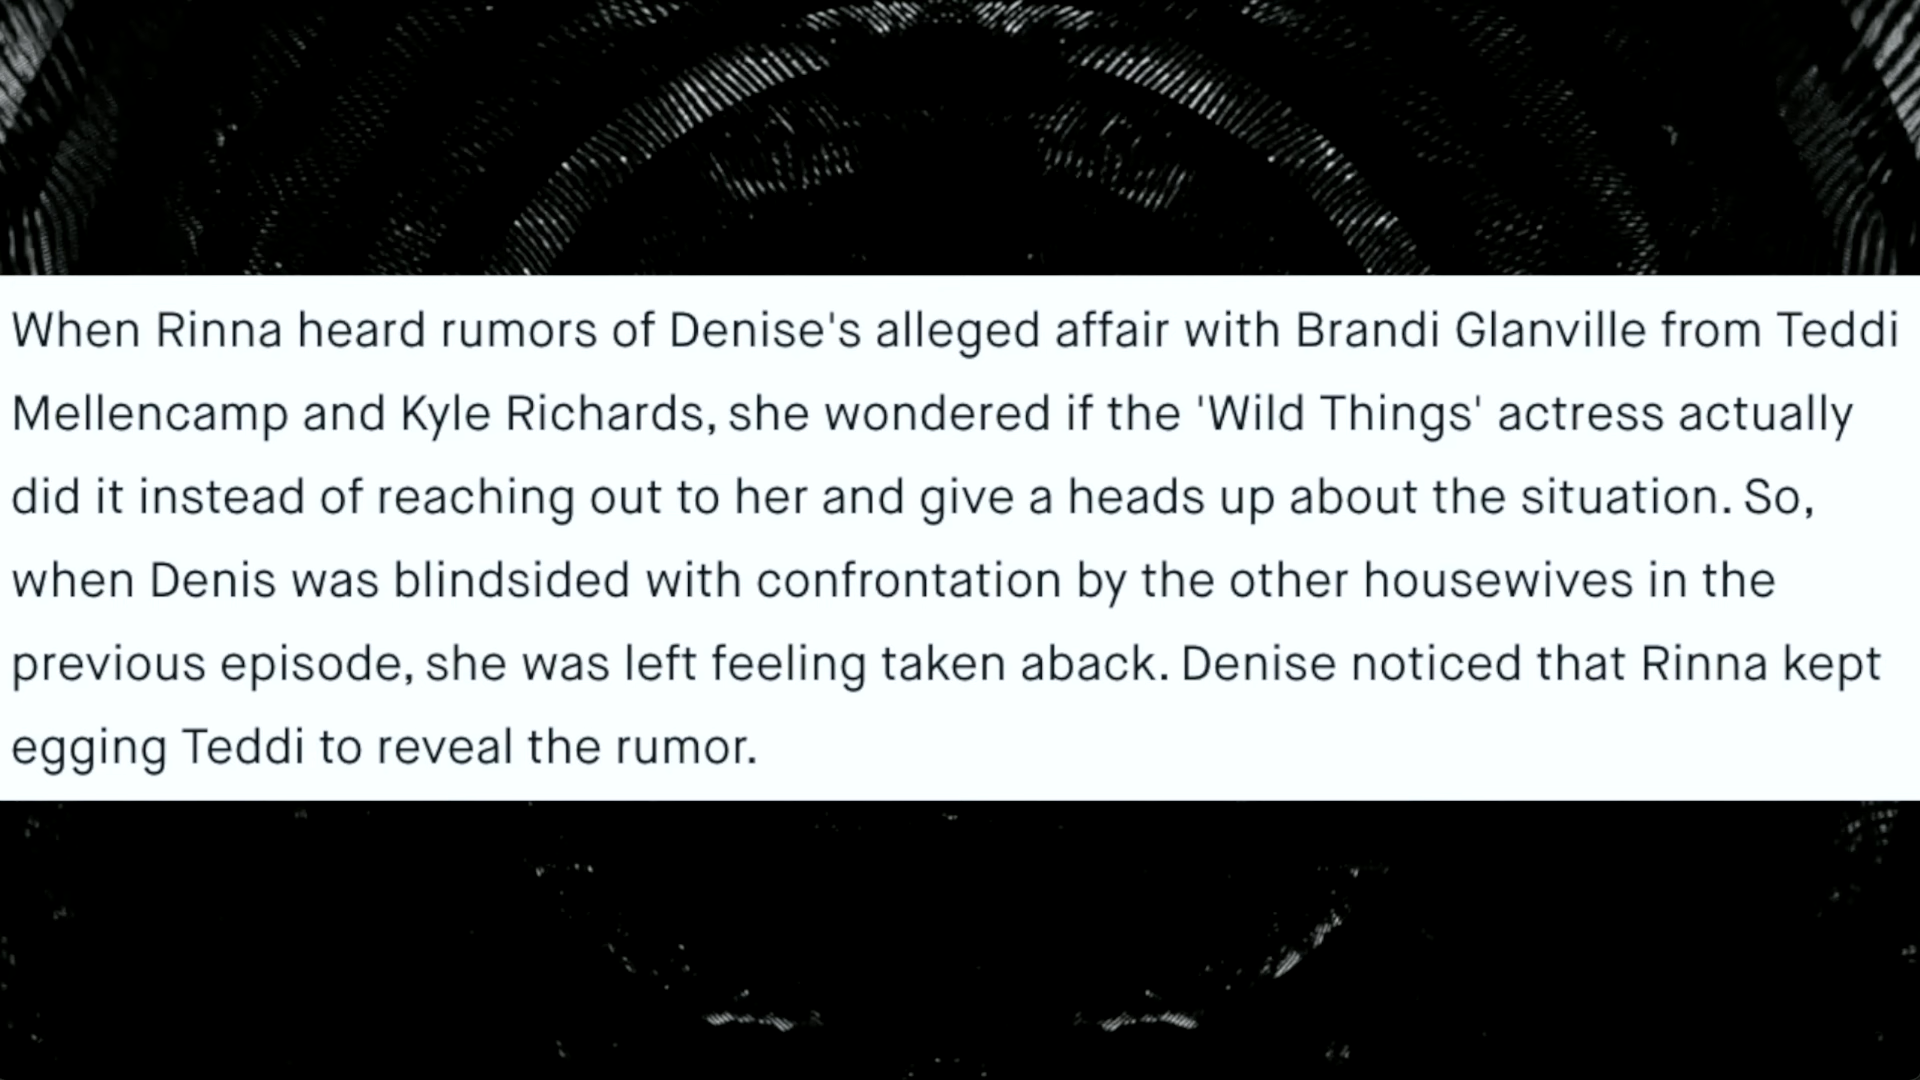 When Rinna heard rumors of Denise's alleged affair with Brandi Glanville from Teddi
Mellencamp and Kyle Richards, she wondered if the 'Wild Things' actress actually
did it instead of reaching out to her and give a heads up about the situation. So,
when Denis was blindsided with confrontation by the other housewives in the
previous episode, she was left feeling taken aback. Denise noticed that Rinna kept
egging Teddi to reveal the rumor.